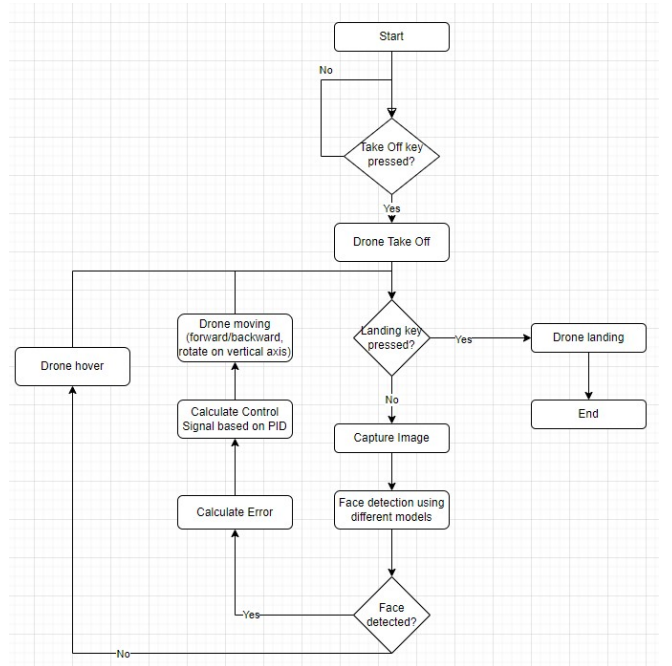 Start
No
Take Off key
pressed?
Yes
Drone Take Off
Drone moving
(forward/backward,
rotate on vertical axis)
Landing key
pressed?
Yes
Drone landing
Drone hover
No
Calculate Control
Signal based on PID
End
Capture Image
Calculate Error
Face detection using
different models
Face
detected?
Yes
No